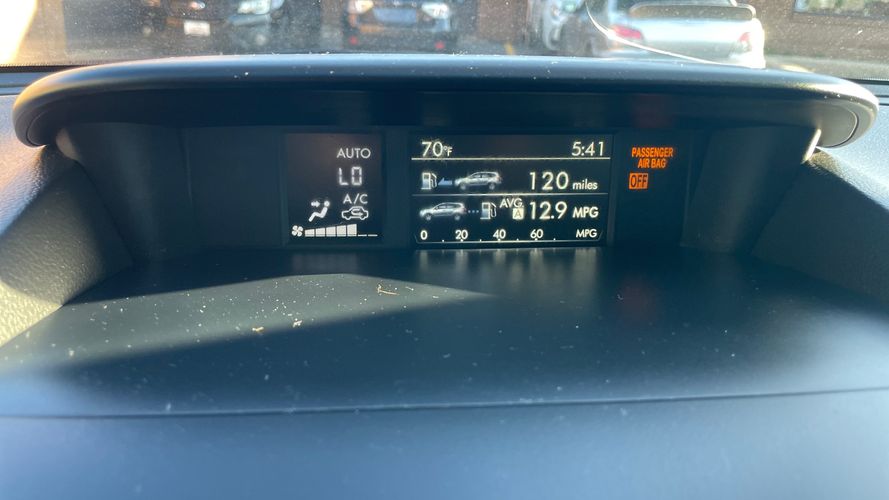 AUTO
LO
A/C
70°F 5:41
120 miles
AVG.
A 12.9 MPG
0 20 40 60 MPG
PASSENGER
AIR BAG
OFF